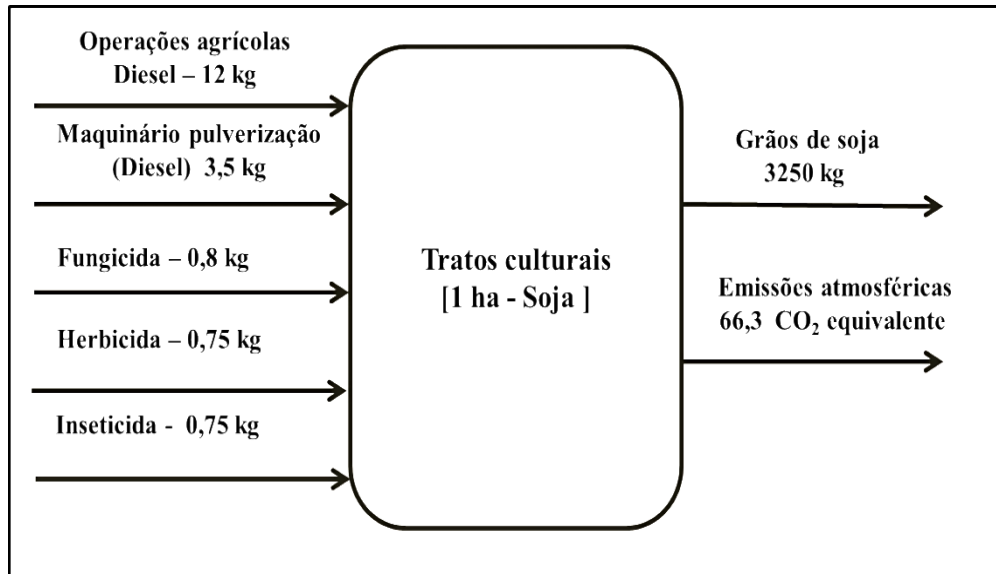 Operações agrícolas
Diesel – 12 kg
Maquinário pulverização
(Diesel) 3,5 kg
Fungicida – 0,8 kg
Herbicida – 0,75 kg
Inseticida - 0,75 kg
Tratos culturais
[1 ha - Soja ]
Grãos de soja
3250 kg
Emissões atmosféricas
66,3 CO₂ equivalente